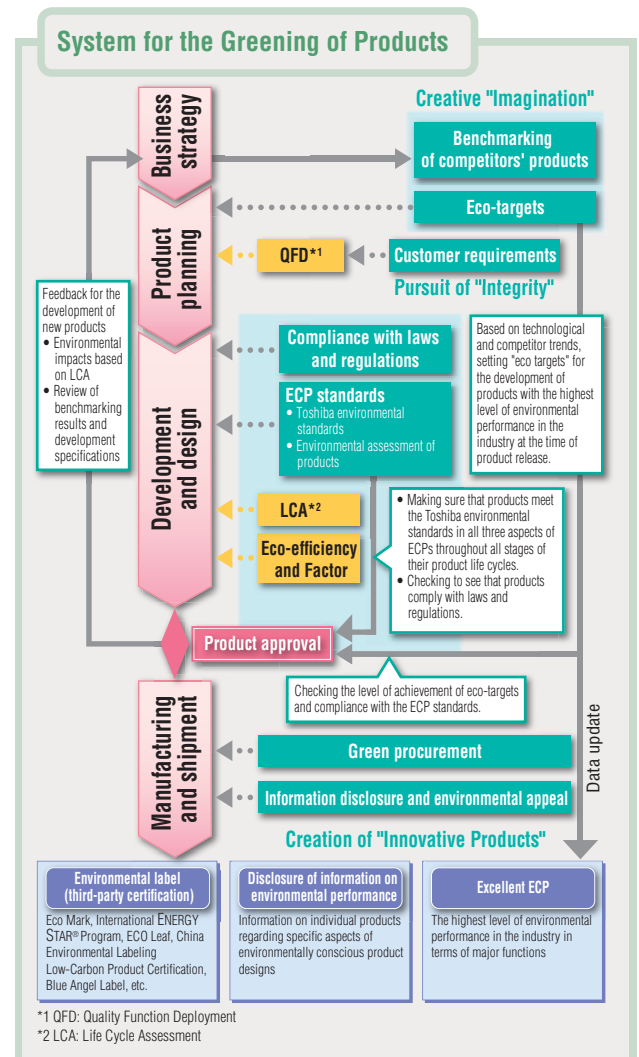 System for the Greening of Products
Creative "Imagination"
Business
strategy
Benchmarking
of competitors' products
Eco-targets
Product
planning
QFD*1
Customer requirements
Pursuit of "Integrity"
Feedback for the
development of
new products
• Environmental
impacts based
on LCA
• Review of
benchmarking
results and
development
specifications
Compliance with laws
and regulations
Based on technological
and competitor trends,
setting "eco targets" for
the development of
products with the highest
level of environmental
performance in the
industry at the time of
product release.
Development
and design
ECP standards
• Toshiba environmental
standards
• Environmental assessment of
products
LCA*2
Eco-efficiency
and Factor
• Making sure that products meet
the Toshiba environmental
standards in all three aspects of
ECPs throughout all stages of
their product life cycles.
• Checking to see that products
comply with laws and
regulations.
Product approval
Checking the level of achievement of eco-targets
and compliance with the ECP standards.
Manufacturing
and shipment
Green procurement
Information disclosure and environmental appeal
Data update
Creation of "Innovative Products"
Environmental label
(third-party certification)
Eco Mark, International ENERGY
STAR® Program, ECO Leaf, China
Environmental Labeling
Low-Carbon Product Certification,
Blue Angel Label, etc.
Disclosure of information on
environmental performance
Information on individual products
regarding specific aspects of
environmentally conscious product
designs
Excellent ECP
The highest level of environmental
performance in the industry in
terms of major functions
*1 QFD: Quality Function Deployment
*2 LCA: Life Cycle Assessment